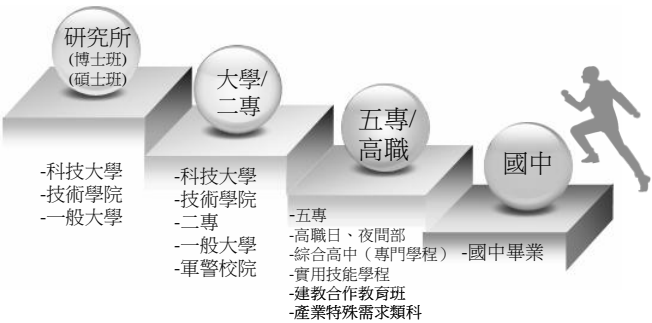 研究所
(博士班)
(碩士班)
-科技大學
-技術學院
-一般大學
大學/
二專
-科技大學
-技術學院
-二專
-一般大學
-軍警校院
五專/
高職
-五專
-高職日、夜間部
-綜合高中（專門學程）
-實用技能學程
-建教合作教育班
-產業特殊需求類科
國中
-國中畢業